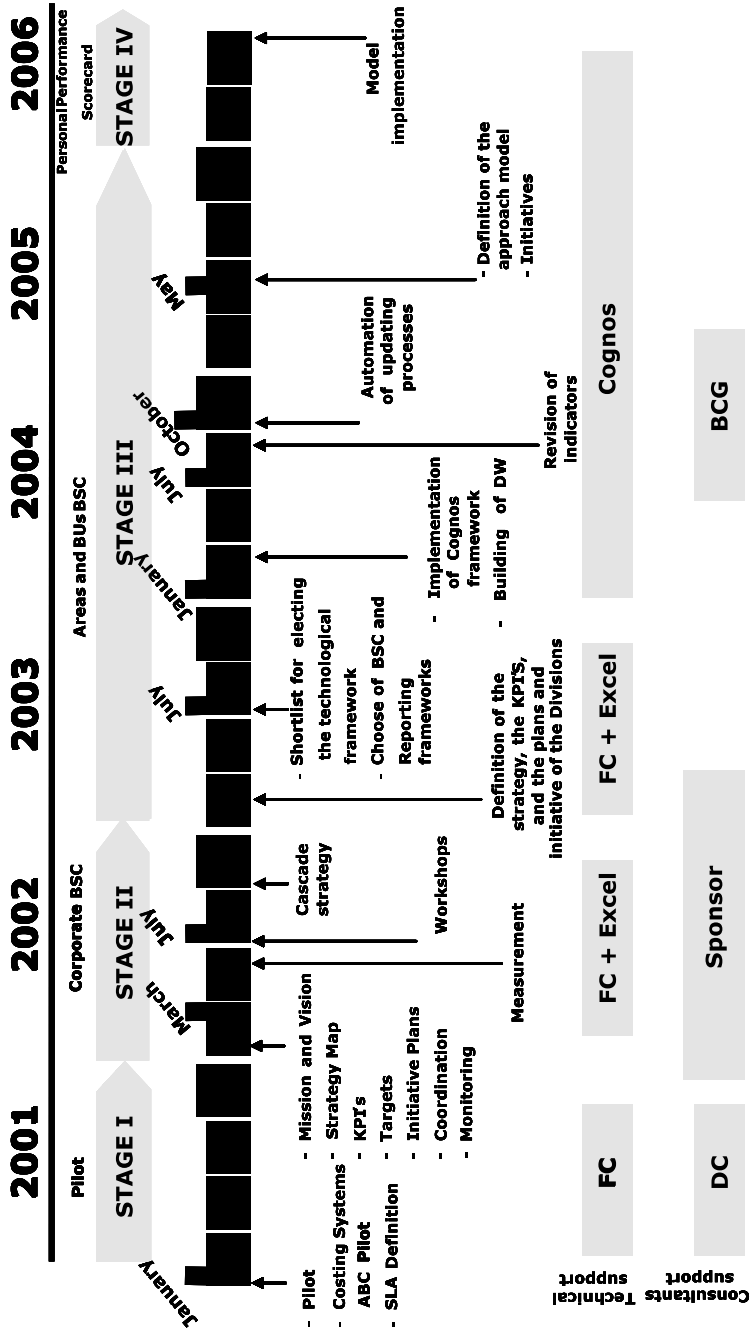 2001
2002
2003
2004
2005
2006
Pilot
Corporate BSC
Areas and BUs BSC
Personal Performance
Scorecard
STAGE I
STAGE II
STAGE III
STAGE IV
January
March
July
July
January
July
October
May
- Pilot
- Costing Systems
ABC Pilot
- SLA Definition
- Mission and Vision
- Strategy Map
- KPI's
- Targets
- Initiative Plans
- Coordination
- Monitoring
Measurement
Workshops
Cascade
strategy
Definition of the
strategy, the KPI'S,
and the plans and
initiative of the Divisions
- Shortlist for electing
the technological
framework
- Choose of BSC and
Reporting
frameworks
- Implementation
of Cognos
framework
- Building of DW
Revision of
indicators
Automation
of updating
processes
- Definition of the
approach model
- Initiatives
Model
implementation
Technical
support
FC
FC + Excel
FC + Excel
Cognos
Consultants
support
DC
Sponsor
BCG